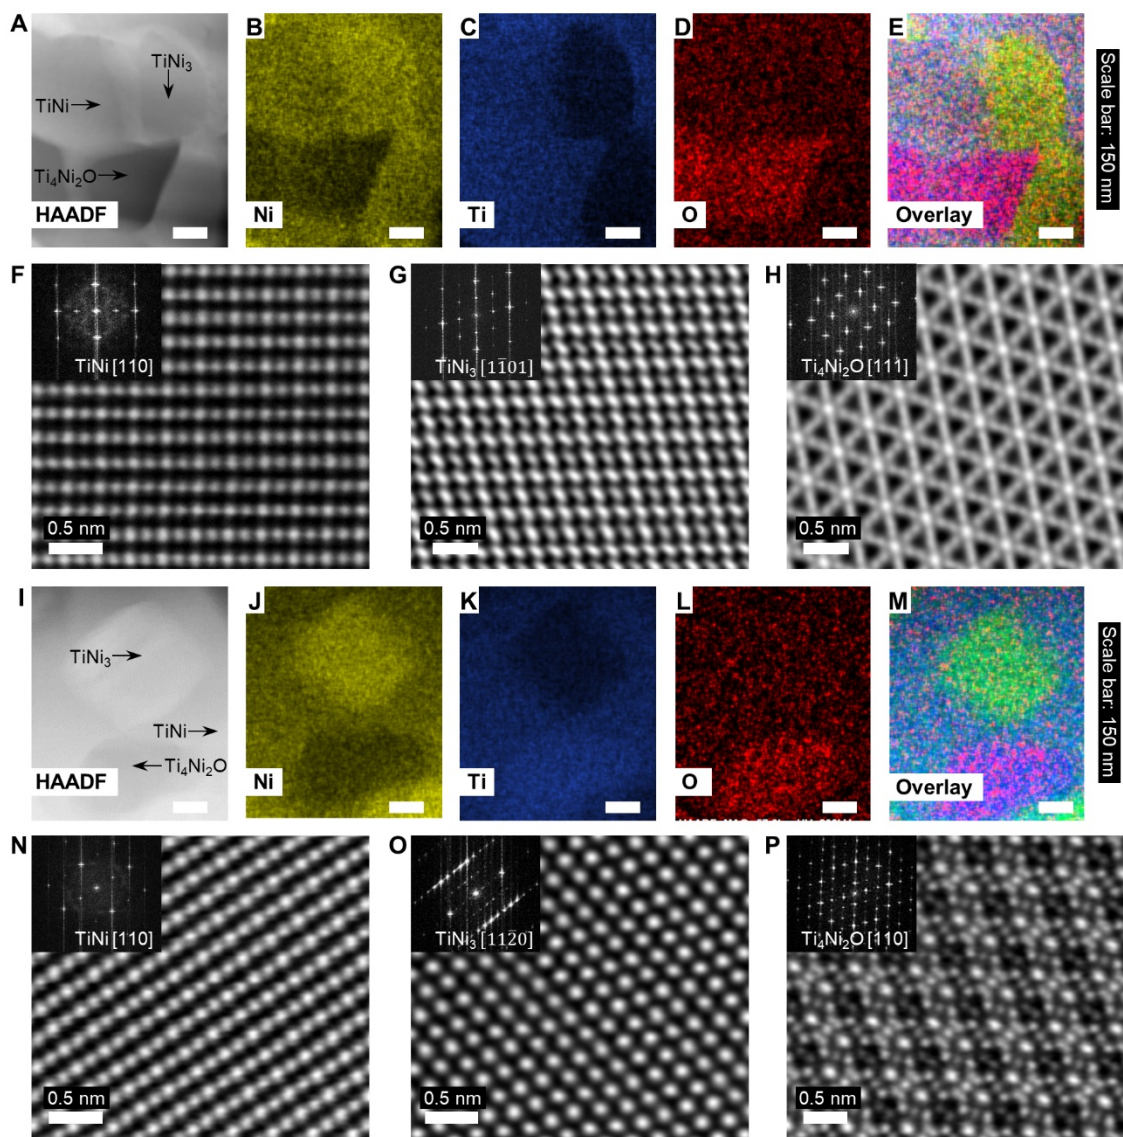 A
TiNi₃
TiNi
Ti₄Ni₂O
HAADF
B
Ni
C
Ti
D
O
E
Overlay
Scale bar: 150 nm
F
TiNi [110]
0.5 nm
G
TiNi₃ [11̄01]
0.5 nm
H
Ti₄Ni₂O [111]
0.5 nm
I
TiNi₃
TiNi
Ti₄Ni₂O
HAADF
J
Ni
K
Ti
L
O
M
Overlay
Scale bar: 150 nm
N
TiNi [110]
0.5 nm
O
TiNi₃ [112̄0]
0.5 nm
P
Ti₄Ni₂O [110]
0.5 nm